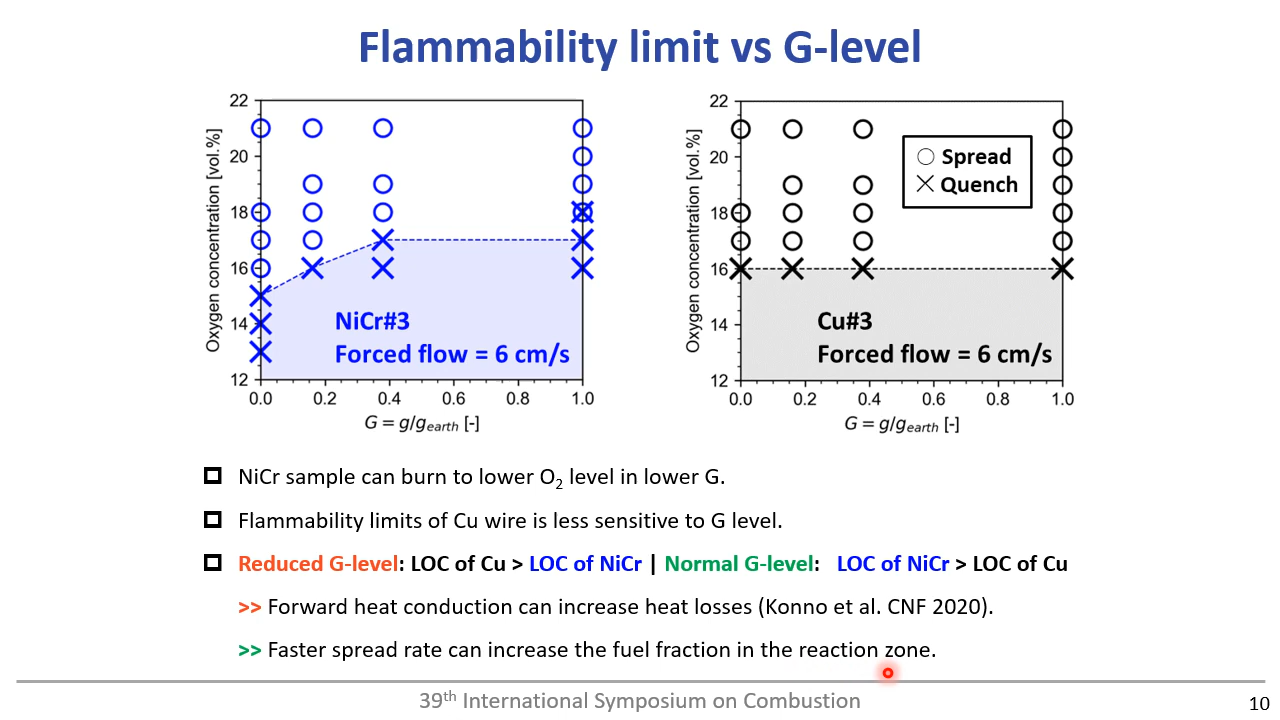 Flammability limit vs G-level
22
20
18
16
14
12
Oxygen concentration [vol.%]
NiCr#3
Forced flow = 6 cm/s
0.0 0.2 0.4 0.6 0.8 1.0
G = g/g_earth [-]
22
20
18
16
14
12
Oxygen concentration [vol.%]
Spread
Quench
Cu#3
Forced flow = 6 cm/s
0.0 0.2 0.4 0.6 0.8 1.0
G = g/g_earth [-]
NiCr sample can burn to lower O₂ level in lower G.
Flammability limits of Cu wire is less sensitive to G level.
Reduced G-level: LOC of Cu > LOC of NiCr | Normal G-level: LOC of NiCr > LOC of Cu
>> Forward heat conduction can increase heat losses (Konno et al. CNF 2020).
>> Faster spread rate can increase the fuel fraction in the reaction zone.
39th International Symposium on Combustion
10